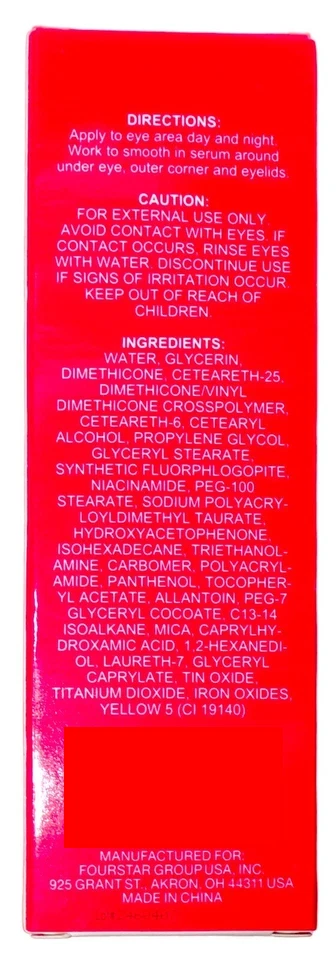 DIRECTIONS:
Apply to eye area day and night.
Work to smooth in serum around
under eye, outer corner and eyelids.
CAUTION:
FOR EXTERNAL USE ONLY.
AVOID CONTACT WITH EYES. IF
CONTACT OCCURS, RINSE EYES
WITH WATER. DISCONTINUE USE
IF SIGNS OF IRRITATION OCCUR.
KEEP OUT OF REACH OF
CHILDREN.
INGREDIENTS:
WATER, GLYCERIN,
DIMETHICONE, CETEARETH-25,
DIMETHICONE/VINYL
DIMETHICONE CROSSPOLYMER,
CETEARETH-6, CETEARYL
ALCOHOL, PROPYLENE GLYCOL,
GLYCERYL STEARATE,
SYNTHETIC FLUORPHLOGOPITE,
NIACINAMIDE, PEG-100
STEARATE, SODIUM POLYACRY-
LOYLDIMETHYL TAURATE,
HYDROXYACETOPHENONE,
ISOHEXADECANE, TRIETHANOL-
AMINE, CARBOMER, POLYACRYL-
AMIDE, PANTHENOL, TOCOPHER-
YL ACETATE, ALLANTOIN, PEG-7
GLYCERYL COCOATE, C13-14
ISOALKANE, MICA, CAPRYLHY-
DROXAMIC ACID, 1,2-HEXANEDI-
OL, LAURETH-7, GLYCERYL
CAPRYLATE, TIN OXIDE,
TITANIUM DIOXIDE, IRON OXIDES,
YELLOW 5 (CI 19140)
MANUFACTURED FOR:
FOURSTAR GROUP USA, INC.
925 GRANT ST., AKRON, OH 44311 USA
MADE IN CHINA